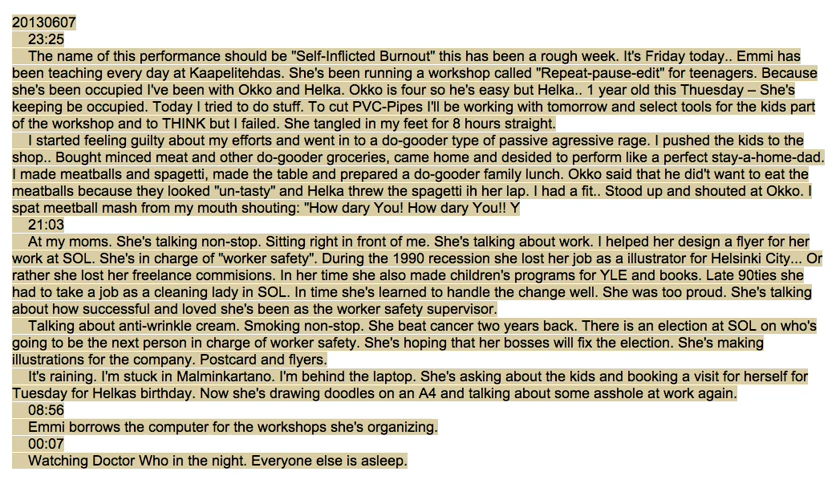 20130607
23:25
The name of this performance should be "Self-Inflicted Burnout" this has been a rough week. It's Friday today.. Emmi has
been teaching every day at Kaapelitehdas. She's been running a workshop called "Repeat-pause-edit" for teenagers. Because
she's been occupied I've been with Okko and Helka. Okko is four so he's easy but Helka.. 1 year old this Thuesday – She's
keeping be occupied. Today I tried to do stuff. To cut PVC-Pipes I'll be working with tomorrow and select tools for the kids part
of the workshop and to THINK but I failed. She tangled in my feet for 8 hours straight.
I started feeling guilty about my efforts and went in to a do-gooder type of passive agressive rage. I pushed the kids to the
shop.. Bought minced meat and other do-gooder groceries, came home and desided to perform like a perfect stay-a-home-dad.
I made meatballs and spagetti, made the table and prepared a do-gooder family lunch. Okko said that he did't want to eat the
meatballs because they looked "un-tasty" and Helka threw the spagetti ih her lap. I had a fit.. Stood up and shouted at Okko. I
spat meetball mash from my mouth shouting: "How dary You! How dary You!! Y
21:03
At my moms. She's talking non-stop. Sitting right in front of me. She's talking about work. I helped her design a flyer for her
work at SOL. She's in charge of "worker safety". During the 1990 recession she lost her job as a illustrator for Helsinki City... Or
rather she lost her freelance commisions. In her time she also made children's programs for YLE and books. Late 90ties she
had to take a job as a cleaning lady in SOL. In time she's learned to handle the change well. She was too proud. She's talking
about how successful and loved she's been as the worker safety supervisor.
Talking about anti-wrinkle cream. Smoking non-stop. She beat cancer two years back. There is an election at SOL on who's
going to be the next person in charge of worker safety. She's hoping that her bosses will fix the election. She's making
illustrations for the company. Postcard and flyers.
It's raining. I'm stuck in Malminkartano. I'm behind the laptop. She's asking about the kids and booking a visit for herself for
Tuesday for Helkas birthday. Now she's drawing doodles on an A4 and talking about some asshole at work again.
08:56
Emmi borrows the computer for the workshops she's organizing.
00:07
Watching Doctor Who in the night. Everyone else is asleep.